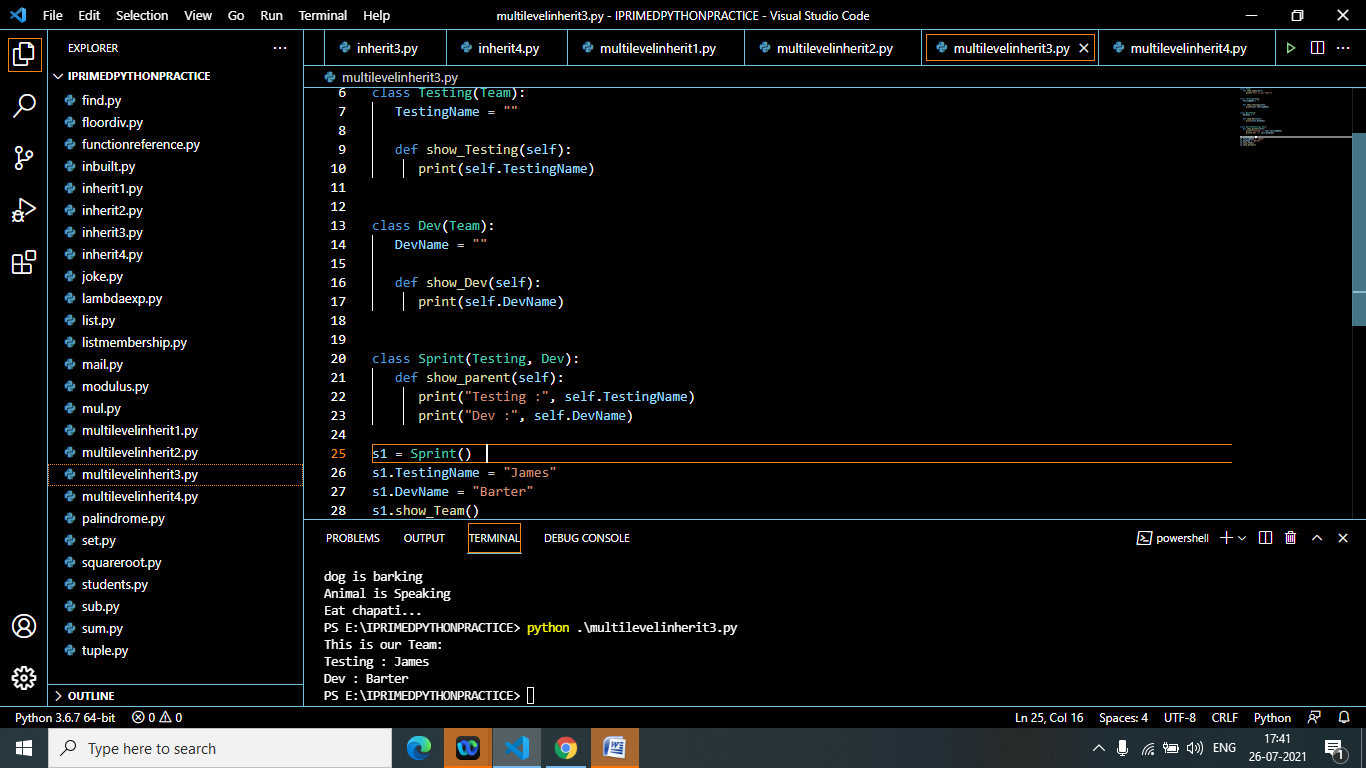 File Edit Selection View Go Run Terminal Help
multilevelinherit3.py - IPRIMEDPYTHONPRACTICE - Visual Studio Code
EXPLORER
IPRIMEDPYTHONPRACTICE
find.py
floordiv.py
functionreference.py
inbuilt.py
inherit1.py
inherit2.py
inherit3.py
inherit4.py
joke.py
lambdaexp.py
list.py
listmembership.py
mail.py
modulus.py
mul.py
multilevelinherit1.py
multilevelinherit2.py
multilevelinherit3.py
multilevelinherit4.py
palindrome.py
set.py
squareroot.py
students.py
sub.py
sum.py
tuple.py
OUTLINE
inherit3.py inherit4.py multilevelinherit1.py multilevelinherit2.py multilevelinherit3.py multilevelinherit4.py
multilevelinherit3.py
6 class Testing(Team):
7 TestingName = ""
8
9 def show_Testing(self):
10 print(self.TestingName)
11
12
13 class Dev(Team):
14 DevName = ""
15
16 def show_Dev(self):
17 print(self.DevName)
18
19
20 class Sprint(Testing, Dev):
21 def show_parent(self):
22 print("Testing :", self.TestingName)
23 print("Dev :", self.DevName)
24
25 s1 = Sprint()
26 s1.TestingName = "James"
27 s1.DevName = "Barter"
28 s1.show_Team()
PROBLEMS OUTPUT TERMINAL DEBUG CONSOLE
powershell
dog is barking
Animal is Speaking
Eat chapati...
PS E:\IPRIMEDPYTHONPRACTICE> python .\multilevelinherit3.py
This is our Team:
Testing : James
Dev : Barter
PS E:\IPRIMEDPYTHONPRACTICE>
Python 3.6.7 64-bit 0 0
Ln 25, Col 16 Spaces: 4 UTF-8 CRLF Python
Type here to search
ENG
17:41
26-07-2021
1